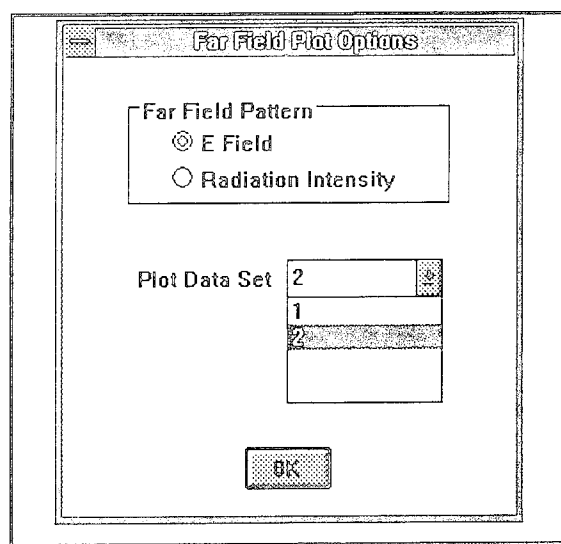 Far Field Plot Options
Far Field Pattern
E Field
Radiation Intensity
Plot Data Set 2
1
2
OK